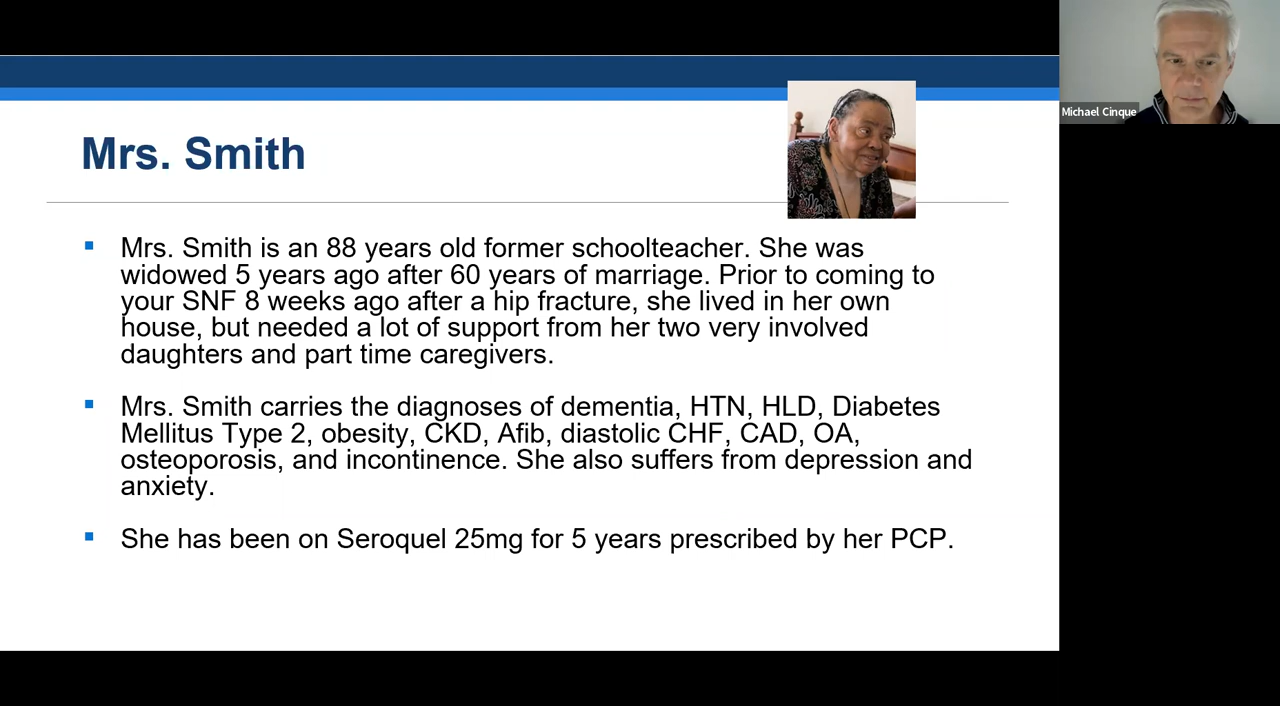 Michael Cinque
Mrs. Smith
▪ Mrs. Smith is an 88 years old former schoolteacher. She was
widowed 5 years ago after 60 years of marriage. Prior to coming to
your SNF 8 weeks ago after a hip fracture, she lived in her own
house, but needed a lot of support from her two very involved
daughters and part time caregivers.
▪ Mrs. Smith carries the diagnoses of dementia, HTN, HLD, Diabetes
Mellitus Type 2, obesity, CKD, Afib, diastolic CHF, CAD, OA,
osteoporosis, and incontinence. She also suffers from depression and
anxiety.
▪ She has been on Seroquel 25mg for 5 years prescribed by her PCP.